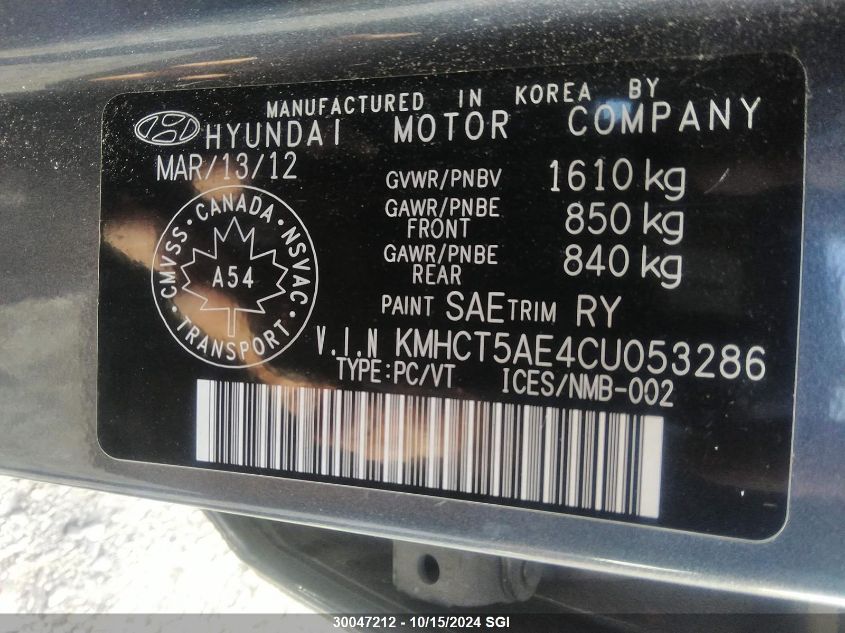 MANUFACTURED IN KOREA BY
HYUNDAI MOTOR COMPANY
MAR/13/12
GVWR/PNBV 1610 kg
GAWR/PNBE FRONT 850 kg
GAWR/PNBE REAR 840 kg
CMVSS · CANADA · NSVAC · TRANSPORT ·
A54
PAINT SAE TRIM RY
V.I.N KMHCT5AE4CU053286
TYPE:PC/VT ICES/NMB-002
30047212 - 10/15/2024 SGI